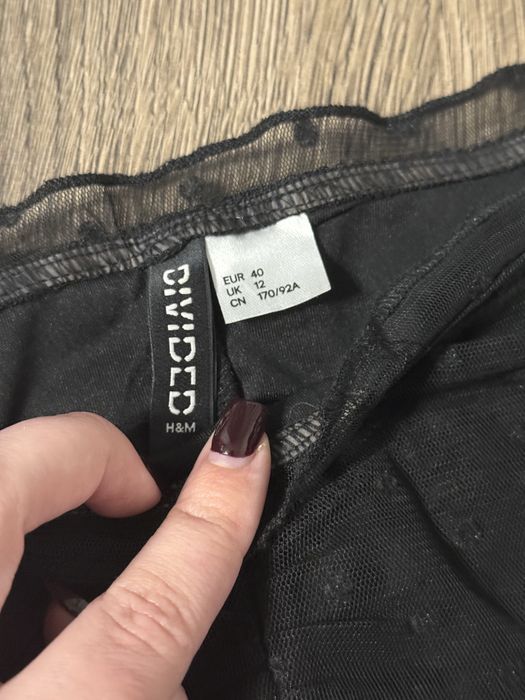 DIVIDED
H&M
EUR 40
UK 12
CN 170/92A